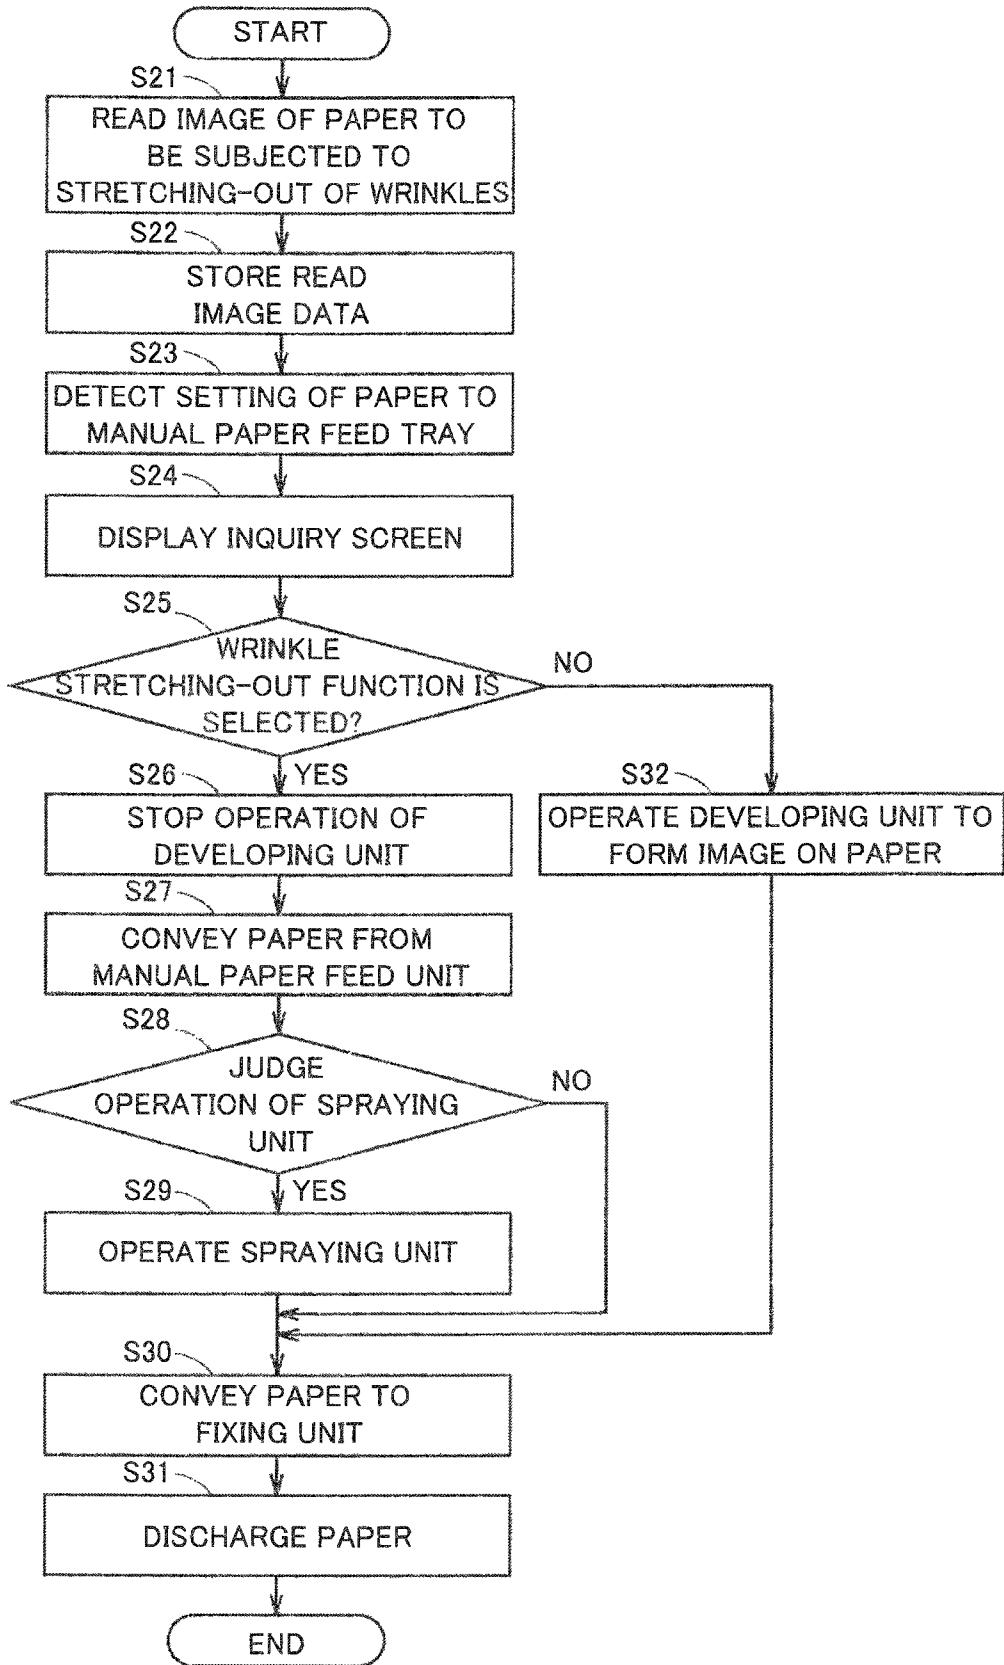 START
S21
READ IMAGE OF PAPER TO
BE SUBJECTED TO
STRETCHING-OUT OF WRINKLES
S22
STORE READ
IMAGE DATA
S23
DETECT SETTING OF PAPER TO
MANUAL PAPER FEED TRAY
S24
DISPLAY INQUIRY SCREEN
S25
WRINKLE
STRETCHING-OUT FUNCTION IS
SELECTED?
NO
YES
S26
STOP OPERATION OF
DEVELOPING UNIT
S32
OPERATE DEVELOPING UNIT TO
FORM IMAGE ON PAPER
S27
CONVEY PAPER FROM
MANUAL PAPER FEED UNIT
S28
JUDGE
OPERATION OF SPRAYING
UNIT
NO
YES
S29
OPERATE SPRAYING UNIT
S30
CONVEY PAPER TO
FIXING UNIT
S31
DISCHARGE PAPER
END